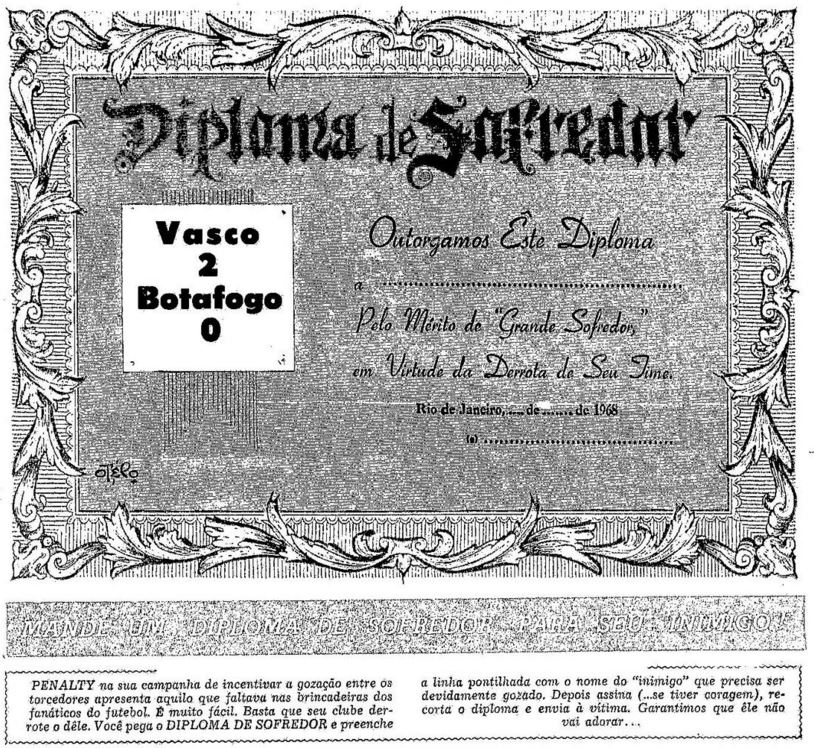 Diploma de Sofredor
Vasco
2
Botafogo
0
Outorgamos Êste Diploma
a ........................................
Pelo Mérito de "Grande Sofredor,"
em Virtude da Derrota de Seu Time.
Rio de Janeiro,.....de ....... de 1968
(a) ........................................
otelo
MANDE UM "DIPLOMA DE SOFREDOR" PARA SEU INIMIGO!
PENALTY na sua campanha de incentivar a gozação entre os
torcedores apresenta aquilo que faltava nas brincadeiras dos
fanáticos do futebol. É muito fácil. Basta que seu clube der-
rote o dêle. Você pega o DIPLOMA DE SOFREDOR e preenche
a linha pontilhada com o nome do "inimigo" que precisa ser
devidamente gozado. Depois assina (...se tiver coragem), re-
corta o diploma e envia à vítima. Garantimos que êle não
vai adorar...